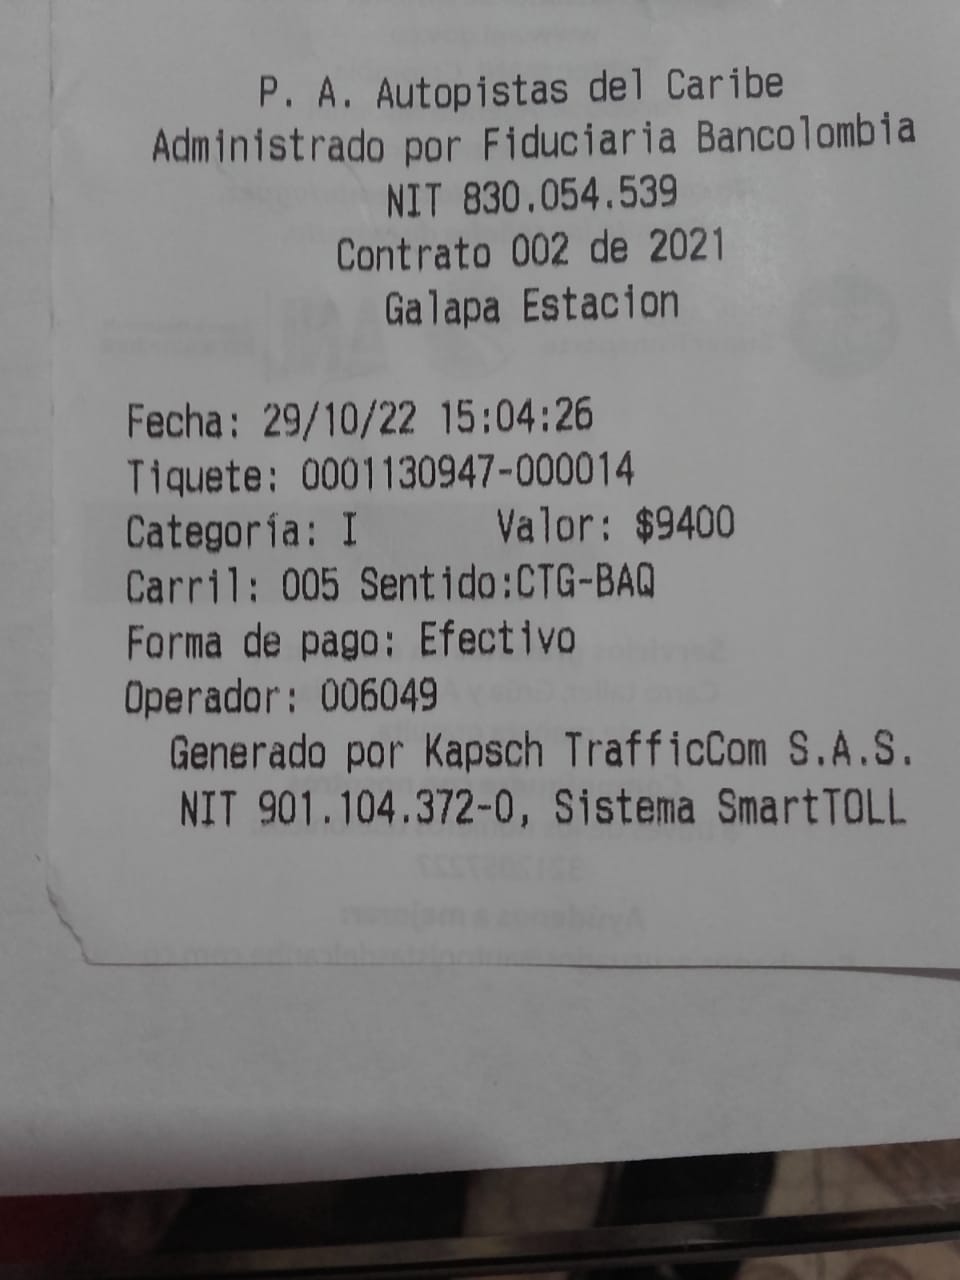 P. A. Autopistas del Caribe
Administrado por Fiduciaria Bancolombia
NIT 830.054.539
Contrato 002 de 2021
Galapa Estacion
Fecha: 29/10/22 15:04:26
Tiquete: 0001130947-000014
Categoría: I Valor: $9400
Carril: 005 Sentido:CTG-BAQ
Forma de pago: Efectivo
Operador: 006049
Generado por Kapsch TrafficCom S.A.S.
NIT 901.104.372-0, Sistema SmartTOLL